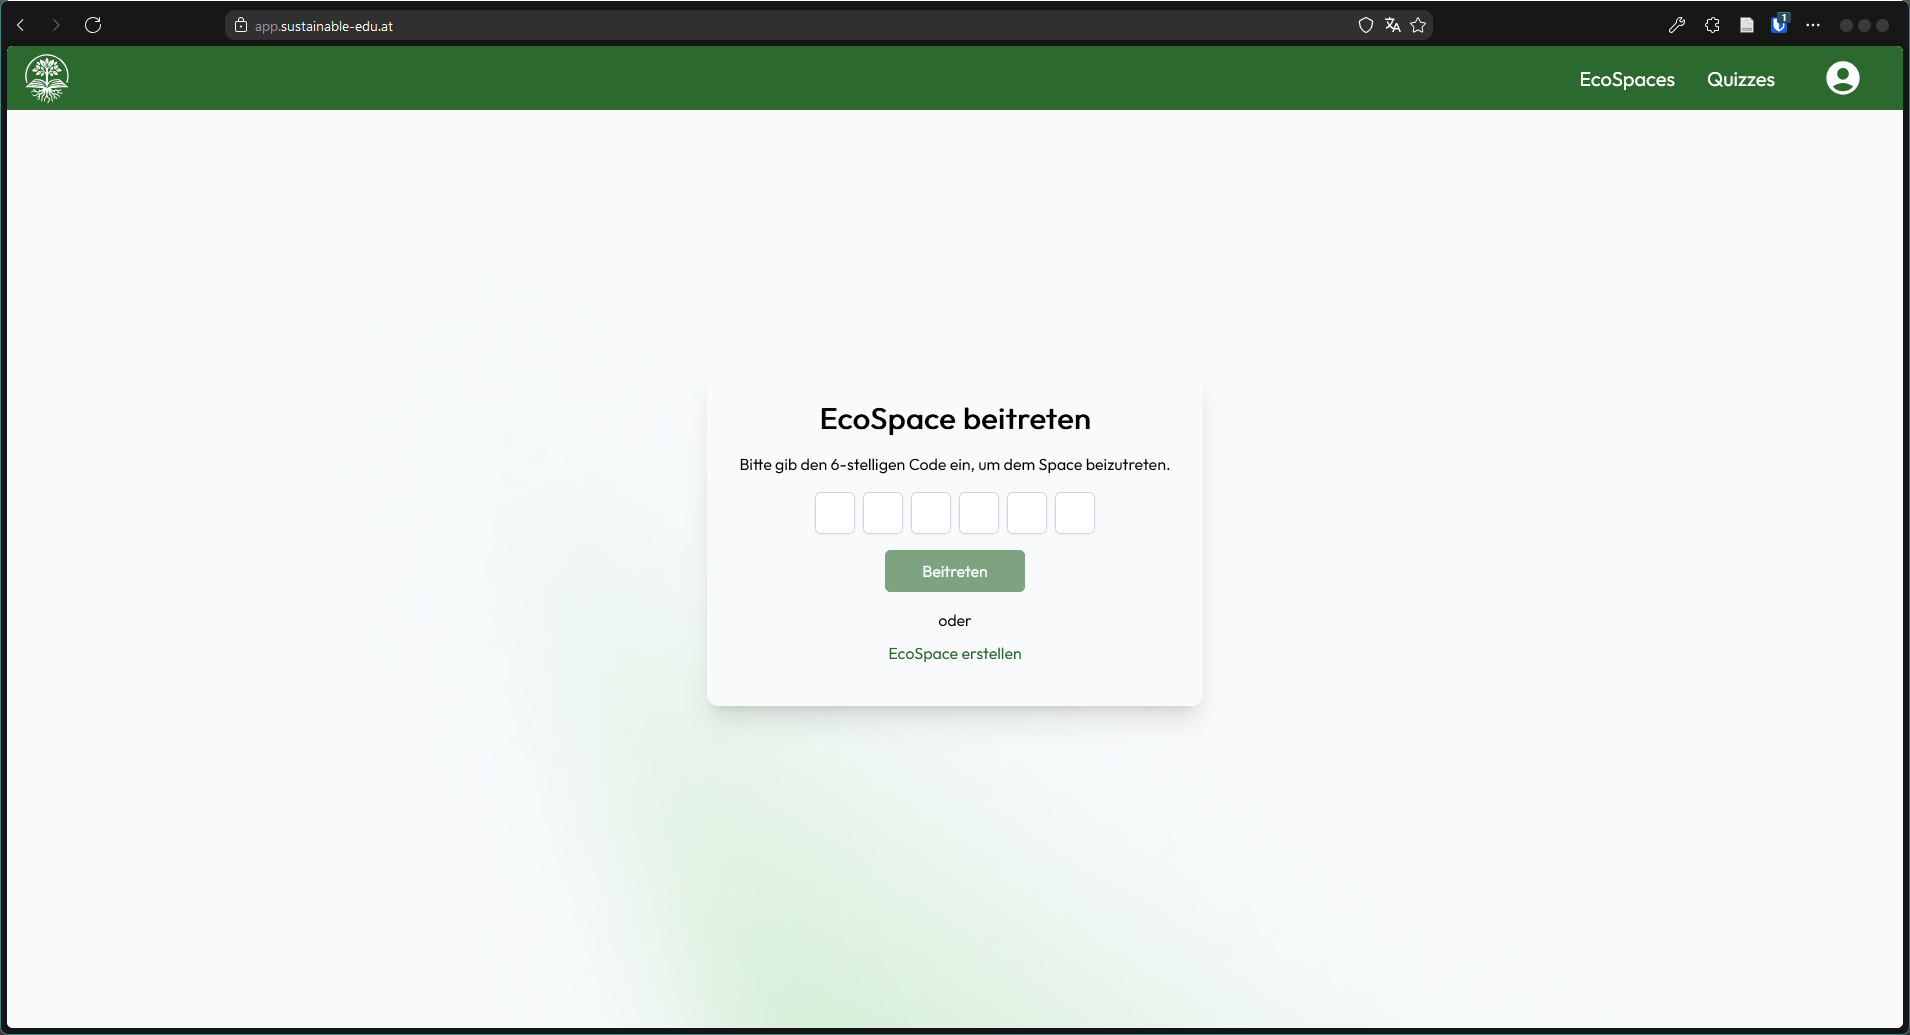 app.sustainable-edu.at
1
EcoSpaces
Quizzes
EcoSpace beitreten
Bitte gib den 6-stelligen Code ein, um dem Space beizutreten.
Beitreten
oder
EcoSpace erstellen